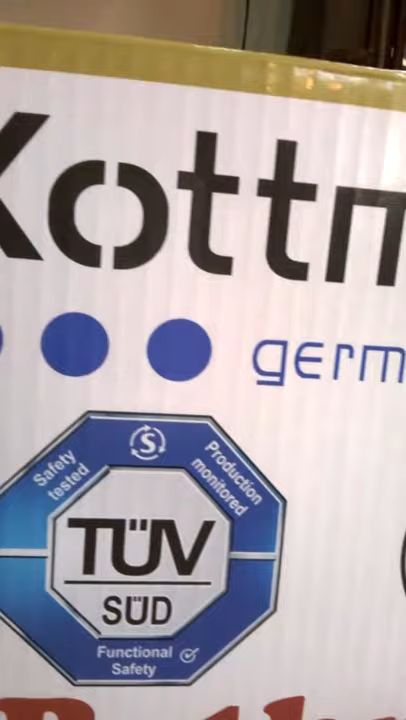 Kottm
germ
Safety
tested
S
Production
monitored
TÜV
SÜD
Functional
Safety